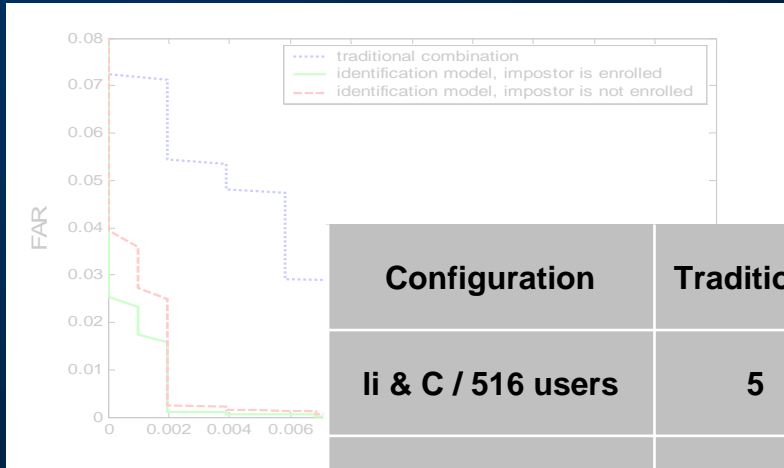 0.08
traditional combination
identification model, impostor is enrolled
identification model, impostor is not enrolled
0.07
0.06
0.05
FAR
0.04
0.03
0.02
0.01
0
0 0.002 0.004 0.006
Configuration Traditio
li & C / 516 users 5